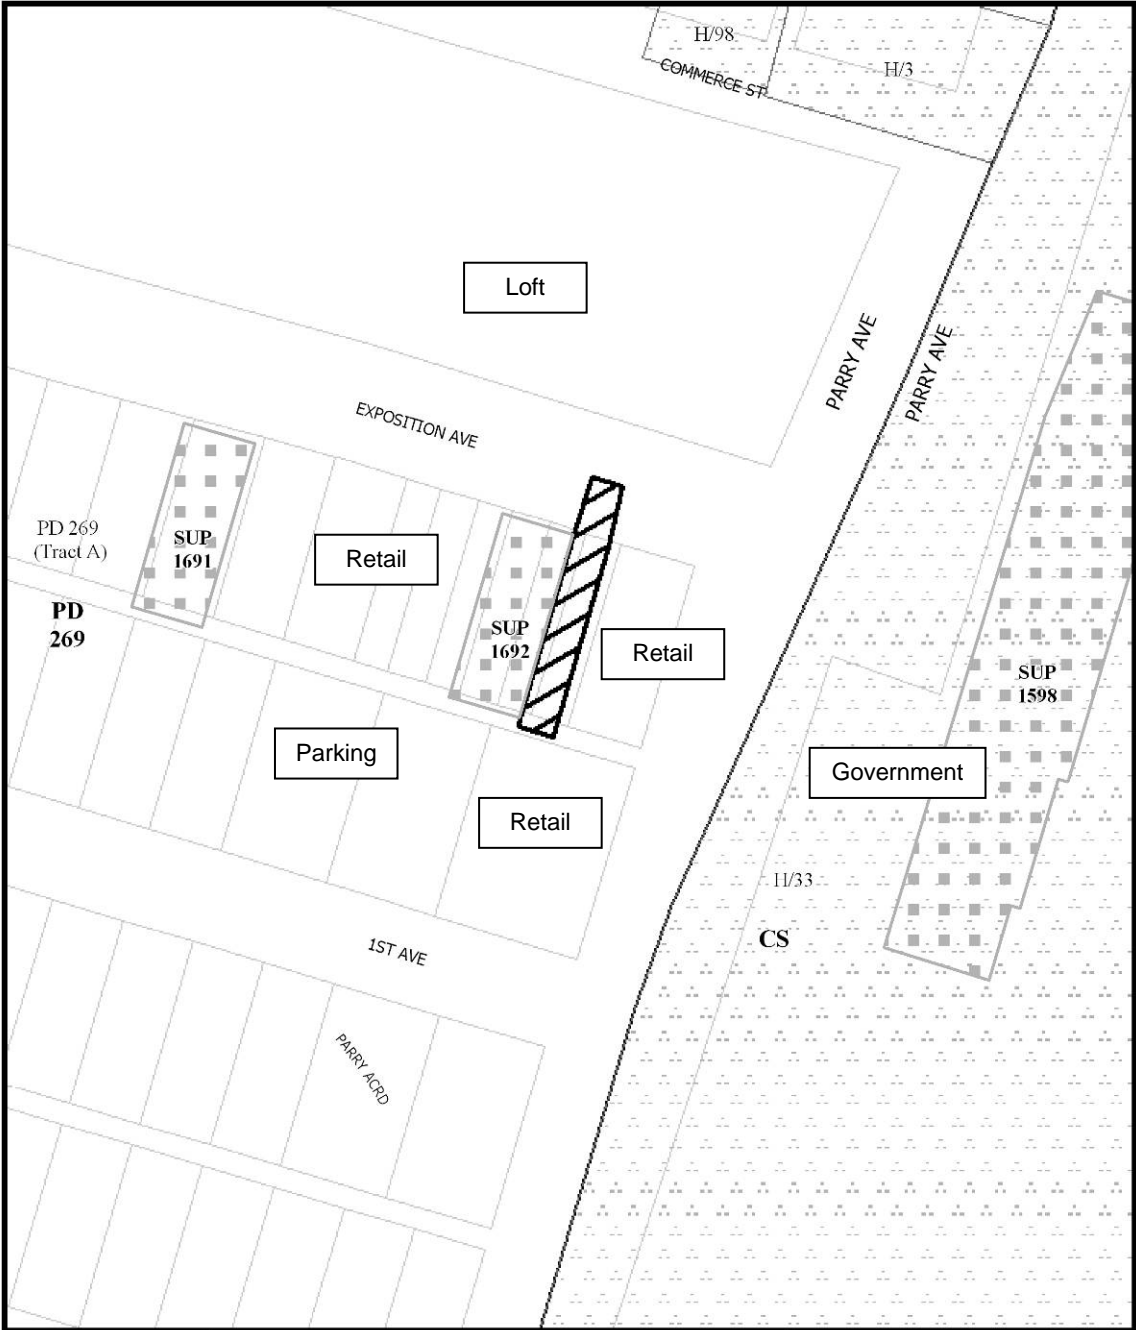 H/98
COMMERCE ST
H/3
Loft
PARRY AVE
PARRY AVE
EXPOSITION AVE
PD 269
(Tract A)
SUP
1691
Retail
PD
269
SUP
1692
Retail
SUP
1598
Parking
Government
Retail
H/33
CS
1ST AVE
PARRY ACRD